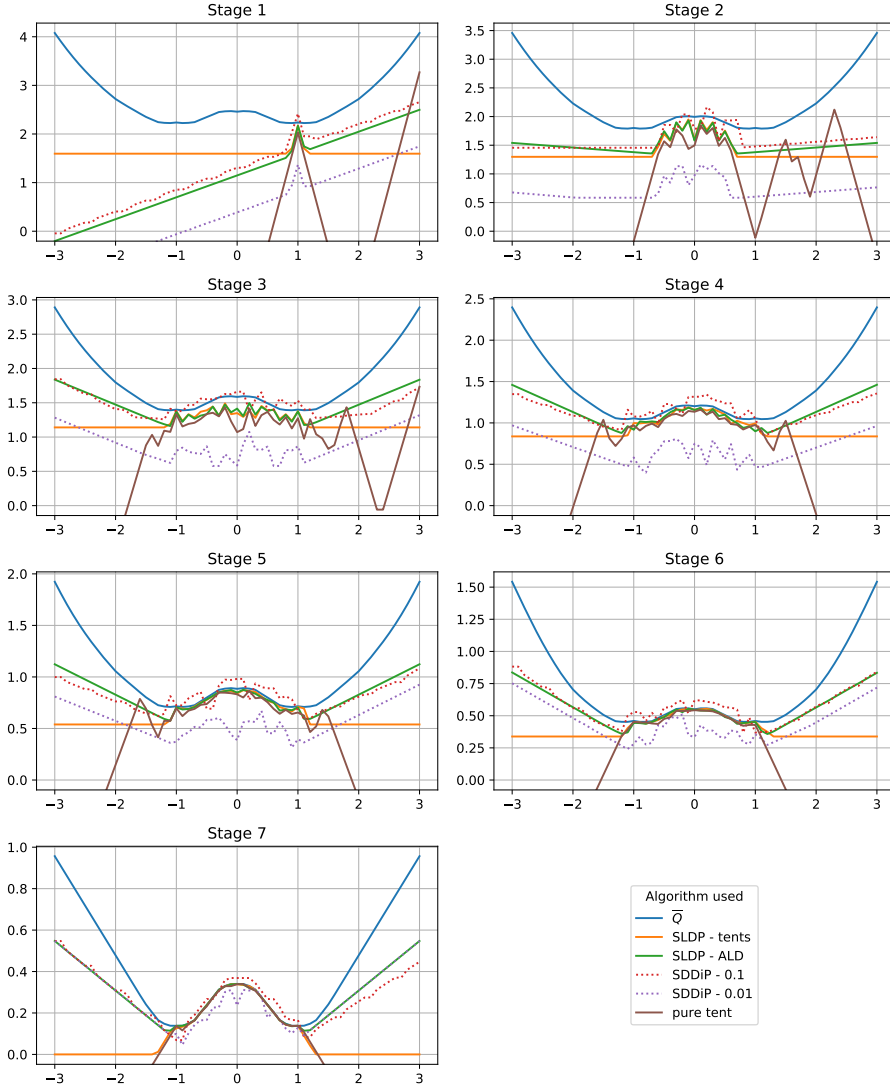 Stage 1
4
3
2
1
0
−3 −2 −1 0 1 2 3
Stage 2
3.5
3.0
2.5
2.0
1.5
1.0
0.5
0.0
−3 −2 −1 0 1 2 3
Stage 3
3.0
2.5
2.0
1.5
1.0
0.5
0.0
−3 −2 −1 0 1 2 3
Stage 4
2.5
2.0
1.5
1.0
0.5
0.0
−3 −2 −1 0 1 2 3
Stage 5
2.0
1.5
1.0
0.5
0.0
−3 −2 −1 0 1 2 3
Stage 6
1.50
1.25
1.00
0.75
0.50
0.25
0.00
−3 −2 −1 0 1 2 3
Stage 7
1.0
0.8
0.6
0.4
0.2
0.0
−3 −2 −1 0 1 2 3
Algorithm used
Q̅
SLDP - tents
SLDP - ALD
SDDiP - 0.1
SDDiP - 0.01
pure tent